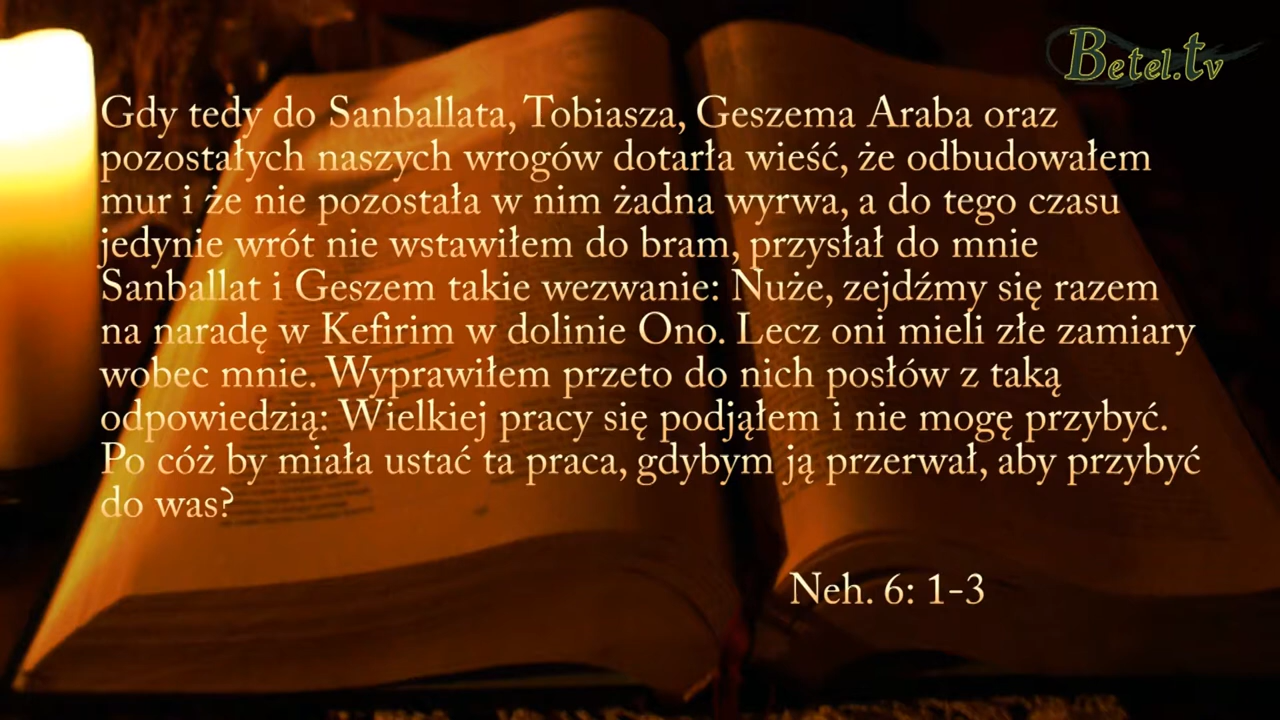 Betel.tv
Gdy tedy do Sanballata, Tobiasza, Geszema Araba oraz
pozostałych naszych wrogów dotarła wieść, że odbudowałem
mur i że nie pozostała w nim żadna wyrwa, a do tego czasu
jedynie wrót nie wstawiłem do bram, przysłał do mnie
Sanballat i Geszem takie wezwanie: Nuże, zejdźmy się razem
na naradę w Kefirim w dolinie Ono. Lecz oni mieli złe zamiary
wobec mnie. Wyprawiłem przeto do nich posłów z taką
odpowiedzią: Wielkiej pracy się podjąłem i nie mogę przybyć.
Po cóż by miała ustać ta praca, gdybym ją przerwał, aby przybyć
do was?
Neh. 6: 1-3